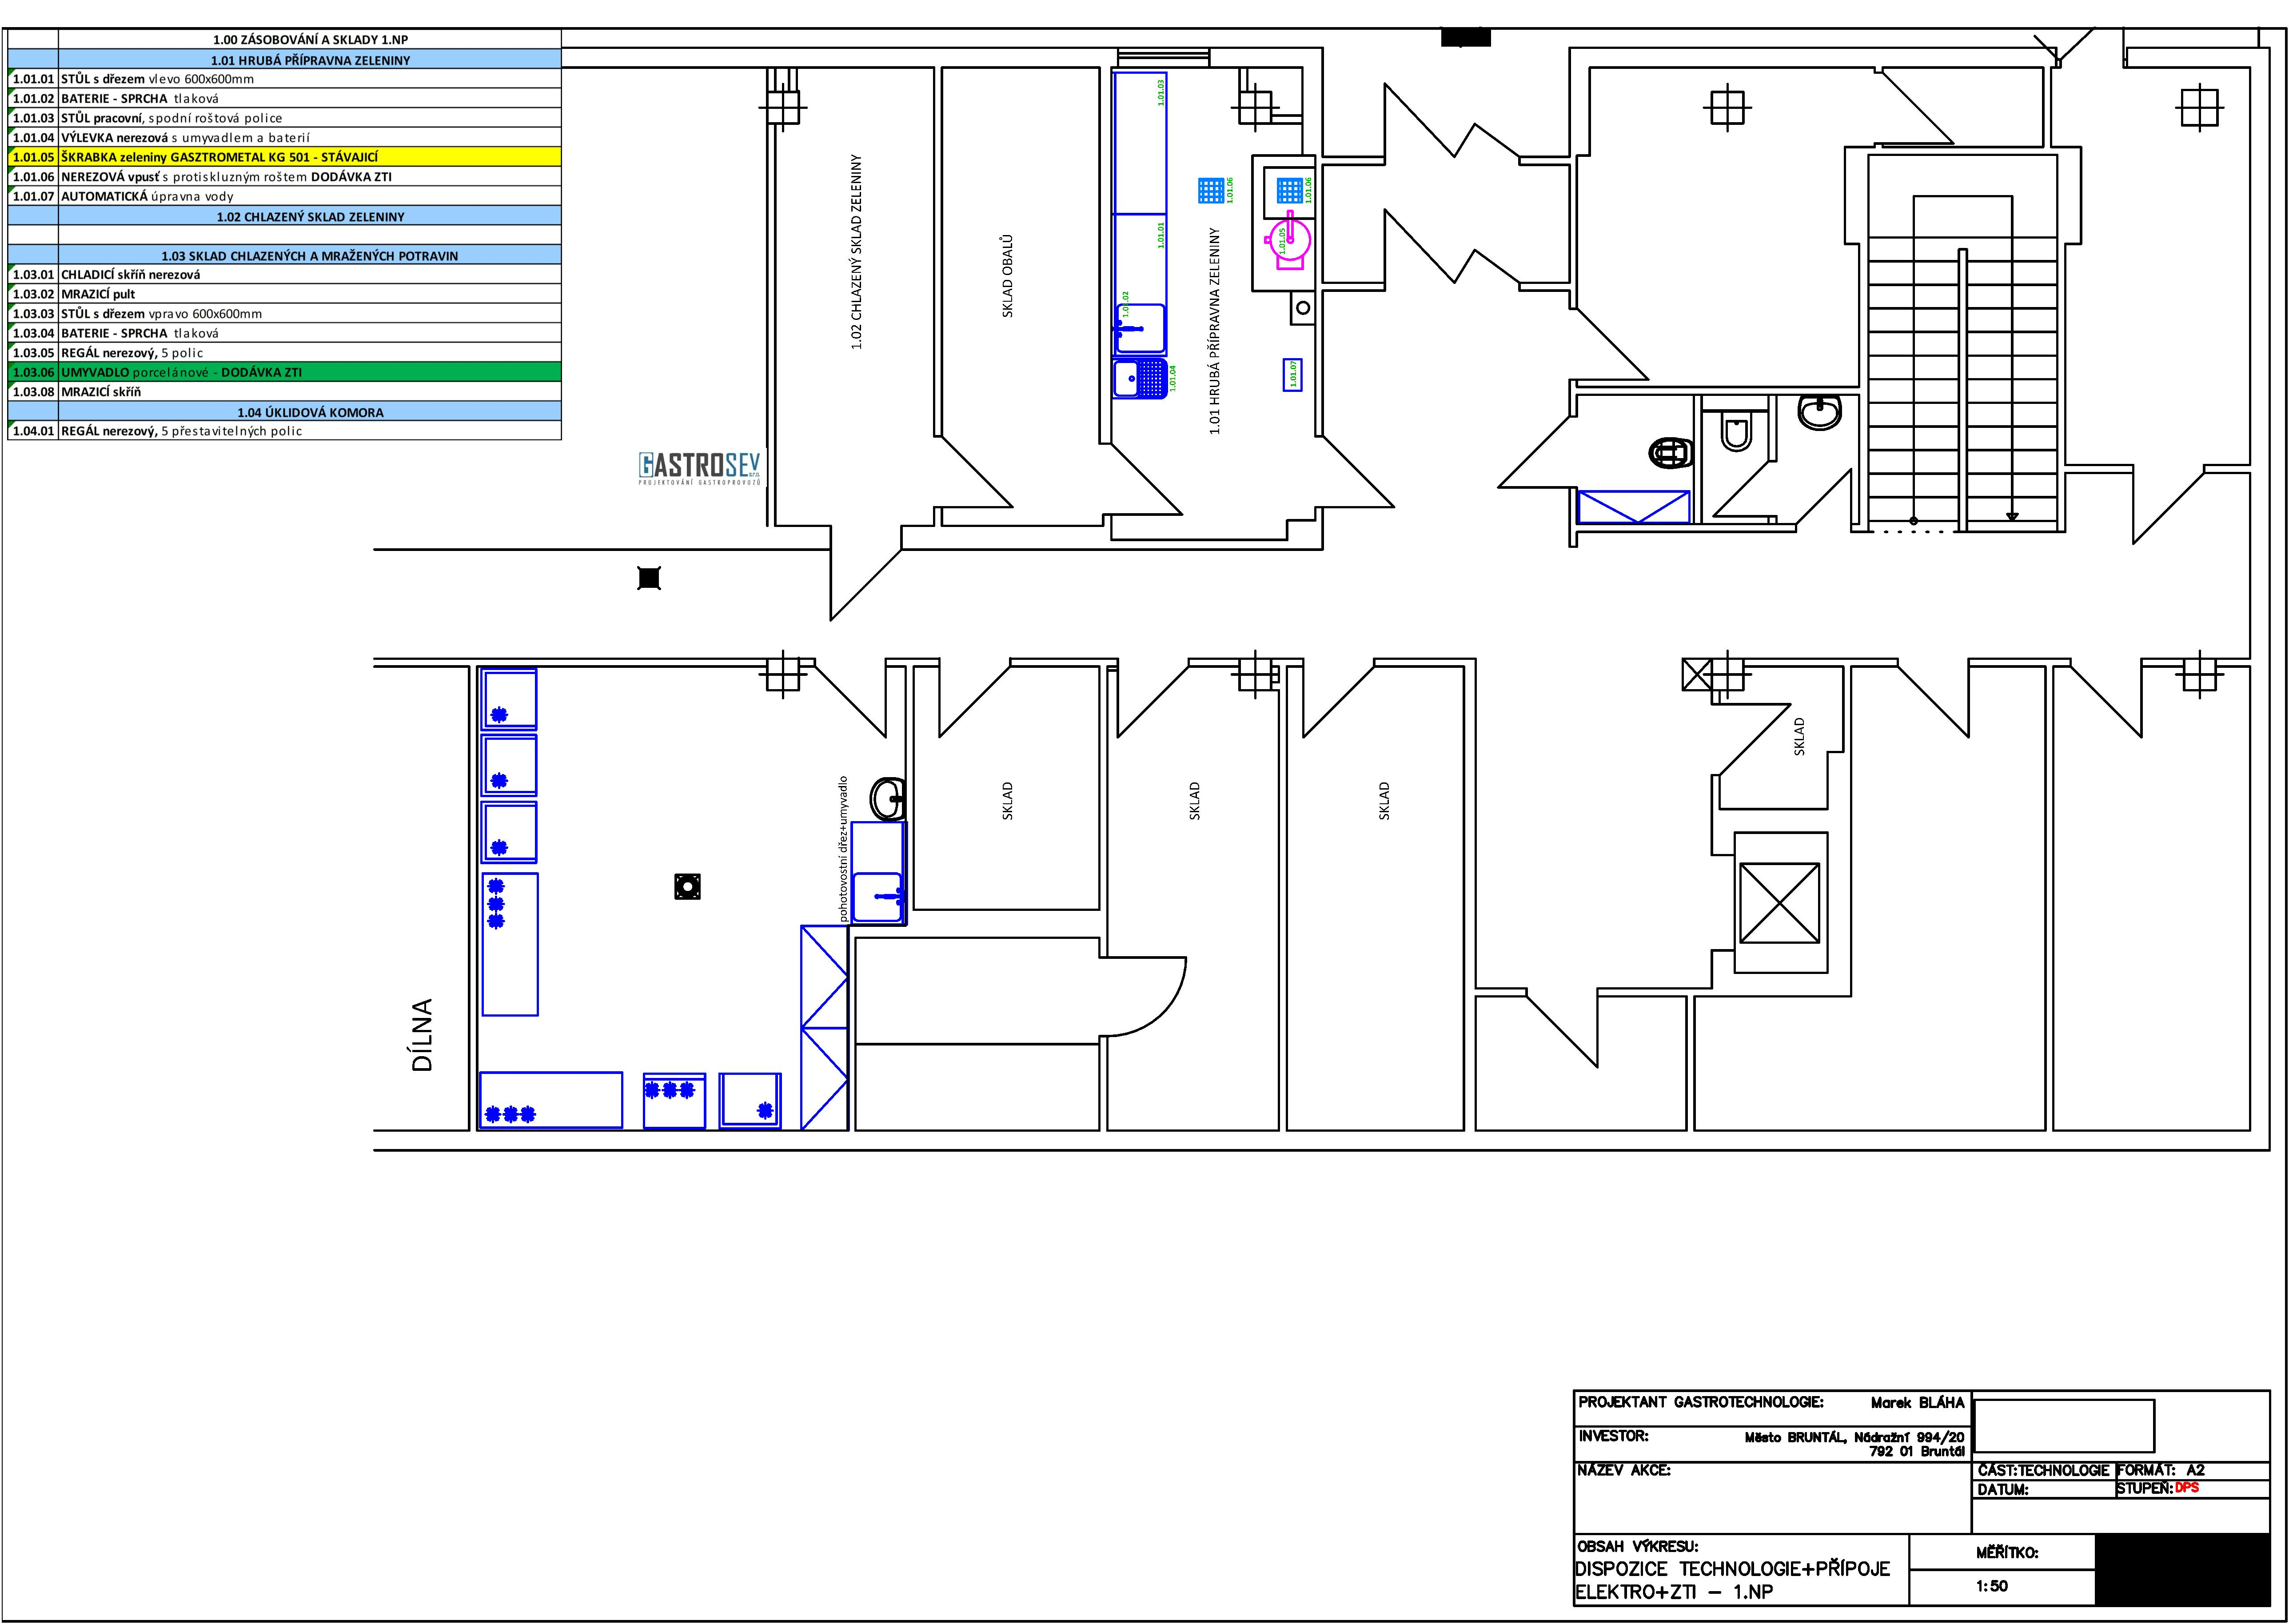 1.00 ZÁSOBOVÁNÍ A SKLADY 1.NP
1.01 HRUBÁ PŘÍPRAVNA ZELENINY
1.01.01 STŮL s dřezem vlevo 600x600mm
1.01.02 BATERIE - SPRCHA tlaková
1.01.03 STŮL pracovní, spodní roštová police
1.01.04 VÝLEVKA nerezová s umyvadlem a baterií
1.01.05 ŠKRABKA zeleniny GASZTROMETAL KG 501 - STÁVAJICÍ
1.01.06 NEREZOVÁ vpusť s protiskluzným roštem DODÁVKA ZTI
1.01.07 AUTOMATICKÁ úpravna vody
1.02 CHLAZENÝ SKLAD ZELENINY
1.03 SKLAD CHLAZENÝCH A MRAŽENÝCH POTRAVIN
1.03.01 CHLADICÍ skříň nerezová
1.03.02 MRAZICÍ pult
1.03.03 STŮL s dřezem vpravo 600x600mm
1.03.04 BATERIE - SPRCHA tlaková
1.03.05 REGÁL nerezový, 5 polic
1.03.06 UMYVADLO porcelánové - DODÁVKA ZTI
1.03.08 MRAZICÍ skříň
1.04 ÚKLIDOVÁ KOMORA
1.04.01 REGÁL nerezový, 5 přestavitelných polic
GASTROSEV s.r.o.
PROJEKTOVÁNÍ GASTROPROVOZŮ
1.02 CHLAZENÝ SKLAD ZELENINY
SKLAD OBALŮ
1.01.03
1.01.01
1.01.02
1.01.04
1.01 HRUBÁ PŘÍPRAVNA ZELENINY
1.01.06
1.01.06
1.01.05
1.01.07
DÍLNA
pohotovostní dřez+umyvadlo
SKLAD
SKLAD
SKLAD
SKLAD
PROJEKTANT GASTROTECHNOLOGIE: Marek BLÁHA
INVESTOR: Město BRUNTÁL, Nádražní 994/20
792 01 Bruntál
NÁZEV AKCE:
ČÁST:TECHNOLOGIE FORMÁT: A2
DATUM: STUPEŇ: DPS
OBSAH VÝKRESU:
DISPOZICE TECHNOLOGIE+PŘÍPOJE
ELEKTRO+ZTI – 1.NP
MĚŘÍTKO:
1:50